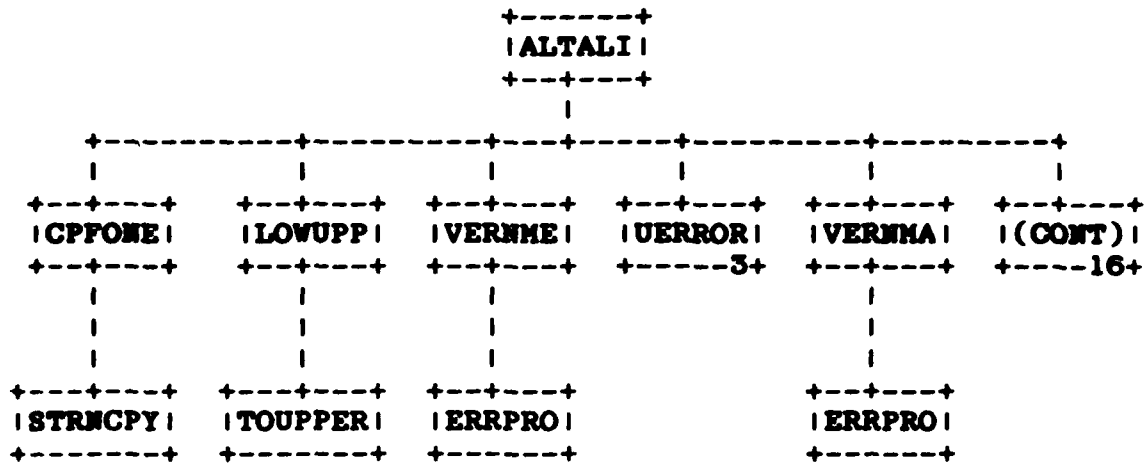 ALTALI
CPFONE LOWUPP VERNME UERROR VERNMA (CONT)
3 16
STRNCPY TOUPPER ERRPRO ERRPRO